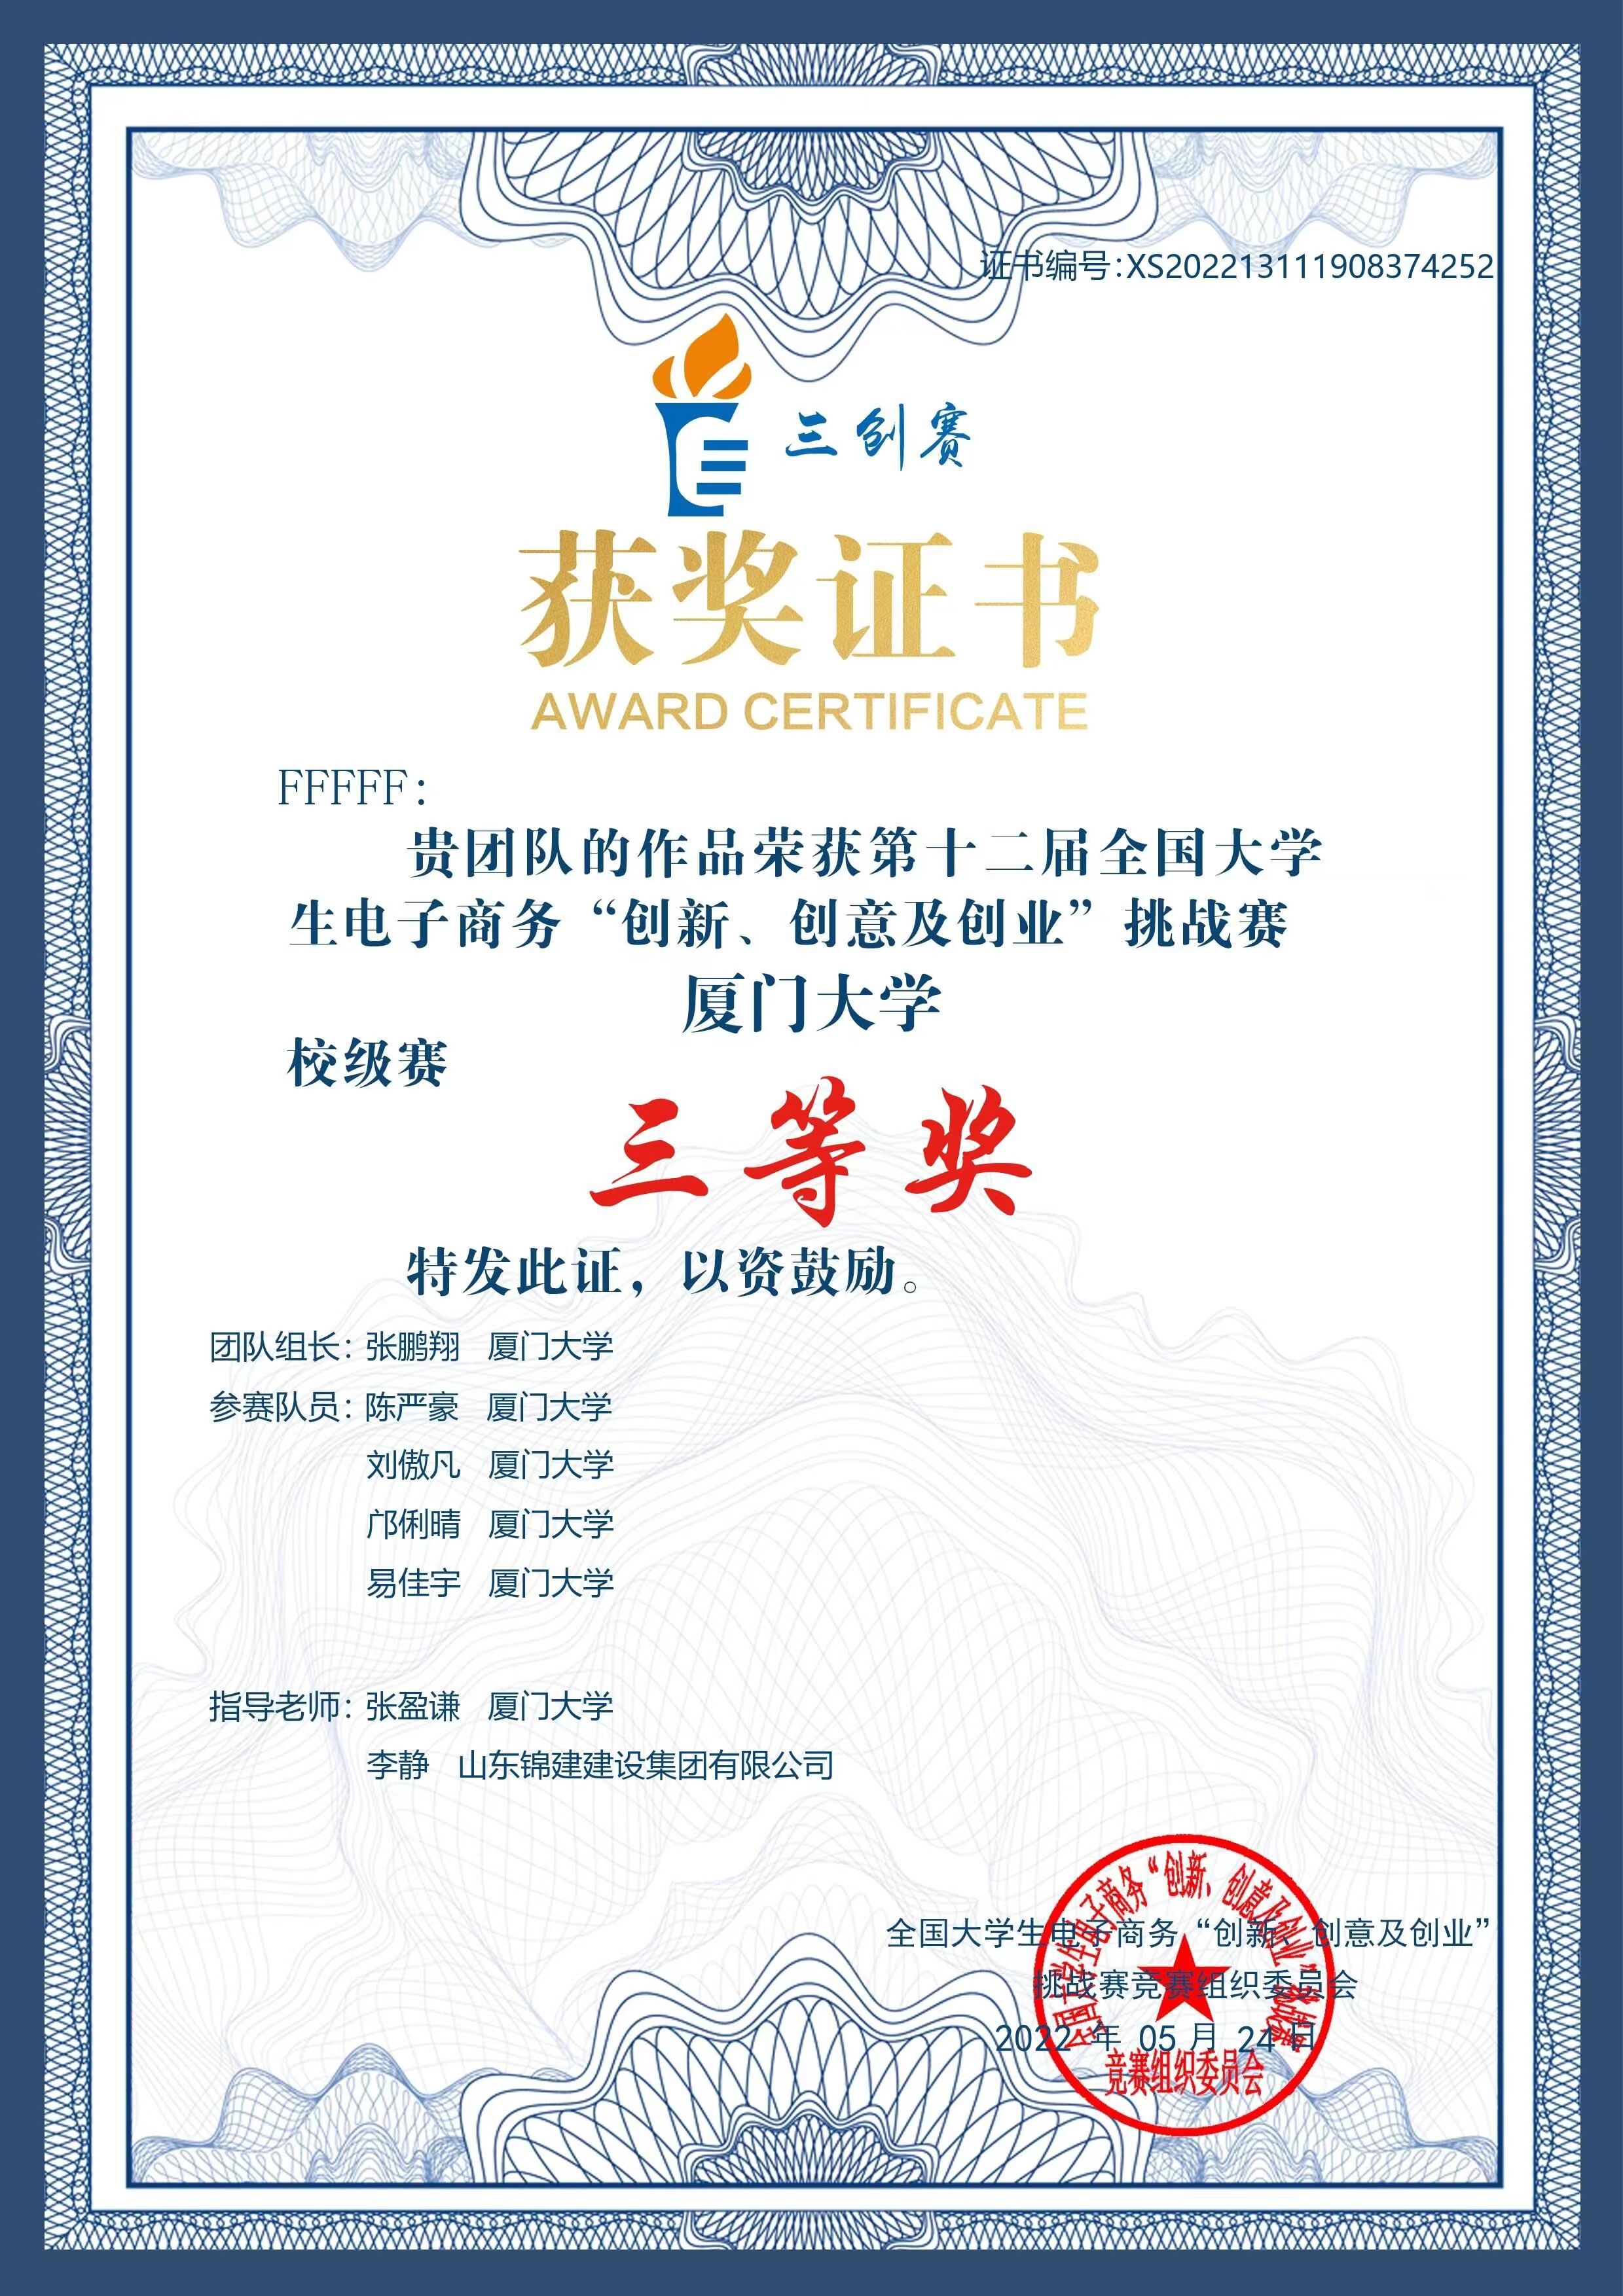 证书编号:XS202213111908374252
三创赛
获奖证书
AWARD CERTIFICATE
FFFFF：
贵团队的作品荣获第十二届全国大学
生电子商务“创新、创意及创业”挑战赛
厦门大学
校级赛
三等奖
特发此证，以资鼓励。
团队组长：张鹏翔 厦门大学
参赛队员：陈严豪 厦门大学
刘傲凡 厦门大学
邝俐晴 厦门大学
易佳宇 厦门大学
指导老师：张盈谦 厦门大学
李静 山东锦建建设集团有限公司
全国大学生电子商务“创新、创意及创业”
挑战赛竞赛组织委员会
2022 年 05 月 24 日
全国大学生电子商务“创新、创意及创业”挑战赛
竞赛组织委员会